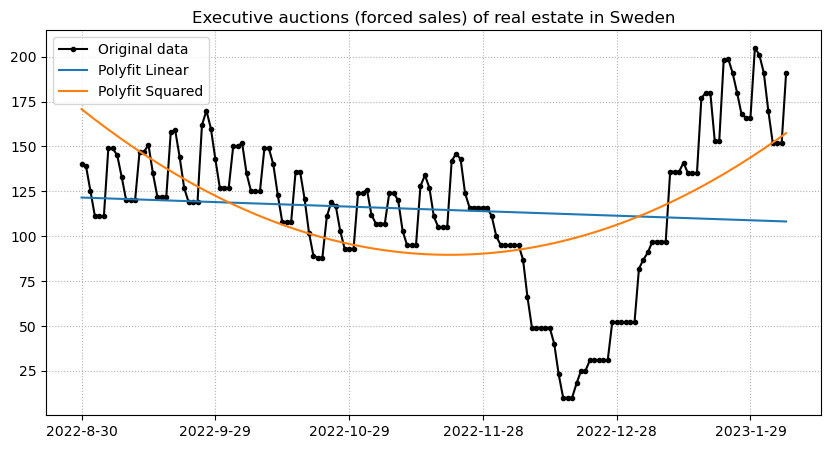 Executive auctions (forced sales) of real estate in Sweden
Original data
Polyfit Linear
Polyfit Squared
200
175
150
125
100
75
50
25
2022-8-30 2022-9-29 2022-10-29 2022-11-28 2022-12-28 2023-1-29